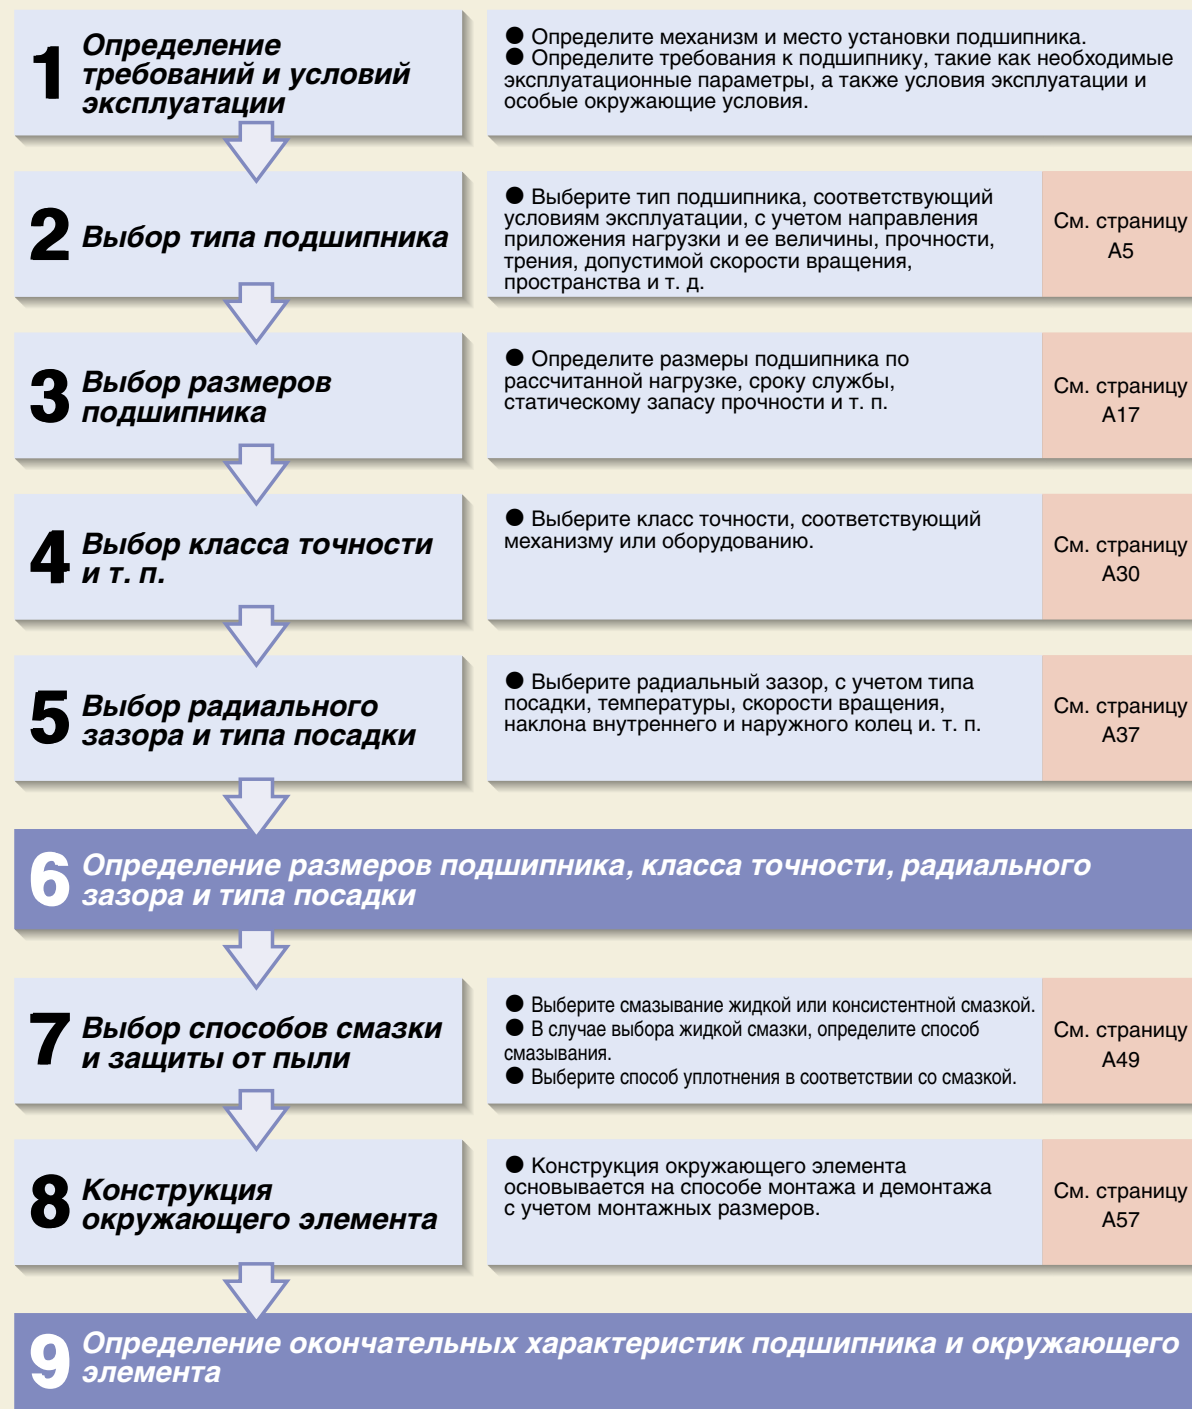 1
Определение
требований и условий
эксплуатации
● Определите механизм и место установки подшипника.
● Определите требования к подшипнику, такие как необходимые
эксплуатационные параметры, а также условия эксплуатации и
особые окружающие условия.
2
Выбор типа подшипника
● Выберите тип подшипника, соответствующий
условиям эксплуатации, с учетом направления
приложения нагрузки и ее величины, прочности,
трения, допустимой скорости вращения,
пространства и т. д.
См. страницу
A5
3
Выбор размеров
подшипника
● Определите размеры подшипника по
рассчитанной нагрузке, сроку службы,
статическому запасу прочности и т. п.
См. страницу
A17
4
Выбор класса точности
и т. п.
● Выберите класс точности, соответствующий
механизму или оборудованию.
См. страницу
A30
5
Выбор радиального
зазора и типа посадки
● Выберите радиальный зазор, с учетом типа
посадки, температуры, скорости вращения,
наклона внутреннего и наружного колец и. т. п.
См. страницу
A37
6
Определение размеров подшипника, класса точности, радиального
зазора и типа посадки
7
Выбор способов смазки
и защиты от пыли
● Выберите смазывание жидкой или консистентной смазкой.
● В случае выбора жидкой смазки, определите способ
смазывания.
● Выберите способ уплотнения в соответствии со смазкой.
См. страницу
A49
8
Конструкция
окружающего элемента
● Конструкция окружающего элемента
основывается на способе монтажа и демонтажа
с учетом монтажных размеров.
См. страницу
A57
9
Определение окончательных характеристик подшипника и окружающего
элемента